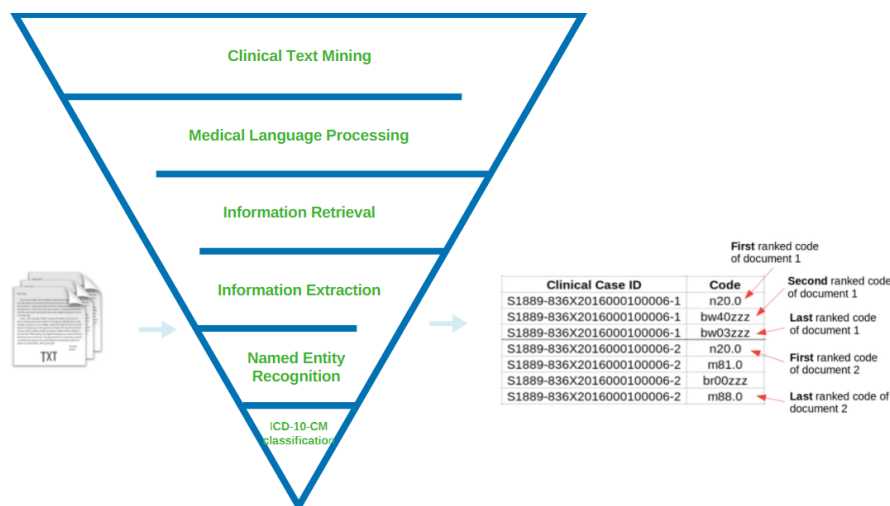 Clinical Text Mining
Medical Language Processing
Information Retrieval
Information Extraction
Named Entity
Recognition
ICD-10-CM
classification
TXT
First ranked code
of document 1
Clinical Case ID Code
S1889-836X2016000100006-1 n20.0
S1889-836X2016000100006-1 bw40zzz
S1889-836X2016000100006-1 bw03zzz
S1889-836X2016000100006-2 n20.0
S1889-836X2016000100006-2 m81.0
S1889-836X2016000100006-2 br00zzz
S1889-836X2016000100006-2 m88.0
Second ranked code
of document 1
Last ranked code
of document 1
First ranked code
of document 2
Last ranked code of
document 2